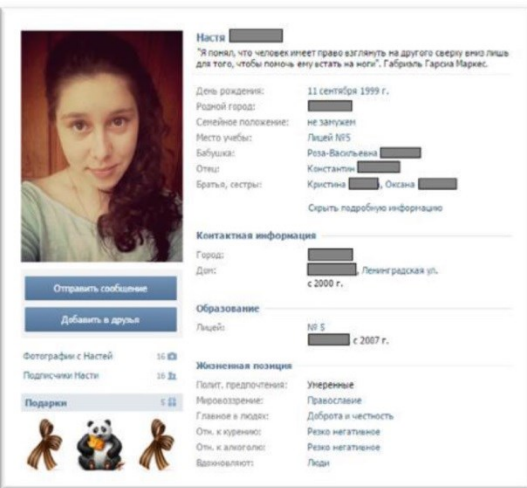 Настя
"Я понял, что человек имеет право взглянуть на другого сверху вниз лишь
для того, чтобы помочь ему встать на ноги". Габриэль Гарсиа Маркес.
День рождения: 11 сентября 1999 г.
Родной город:
Семейное положение: не замужем
Место учебы: Лицей №5
Бабушка: Роза-Васильевна
Отец: Константин
Братья, сестры: Кристина , Оксана
Скрыть подробную информацию
Контактная информация
Город:
Дом: , Ленинградская ул.
с 2000 г.
Образование
Лицей: № 5
с 2007 г.
Жизненная позиция
Полит. предпочтения: Умеренные
Мировоззрение: Православие
Главное в людях: Доброта и честность
Отн. к курению: Резко негативное
Отн. к алкоголю: Резко негативное
Вдохновляют: Люди
Отправить сообщение
Добавить в друзья
Фотографии с Настей 16
Подписчики Насти 16
Подарки 5